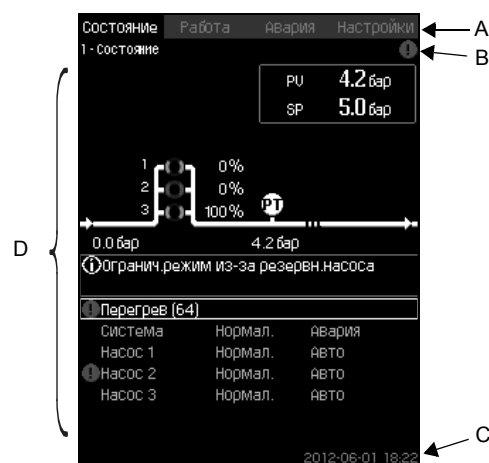 Состояние Работа Авария Настройки A
1 - Состояние B
PV 4.2 бар
SP 5.0 бар
1 0%
2 0%
3 100% PT
0.0 бар 4.2 бар
D
Огранич.режим из-за резервн.насоса
Перегрев (64)
Система Нормал. Авария
Насос 1 Нормал. Авто
Насос 2 Нормал. Авто
Насос 3 Нормал. Авто
C
2012-06-01 18:22